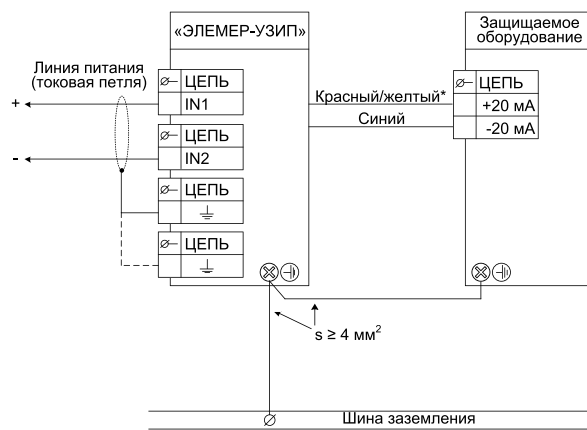 «ЭЛЕМЕР-УЗИП»
Защищаемое
оборудование
Линия питания
(токовая петля)
+
-
ЦЕПЬ
IN1
ЦЕПЬ
IN2
ЦЕПЬ
ЦЕПЬ
Красный/желтый*
Синий
ЦЕПЬ
+20 мА
-20 мА
s ≥ 4 мм²
Шина заземления